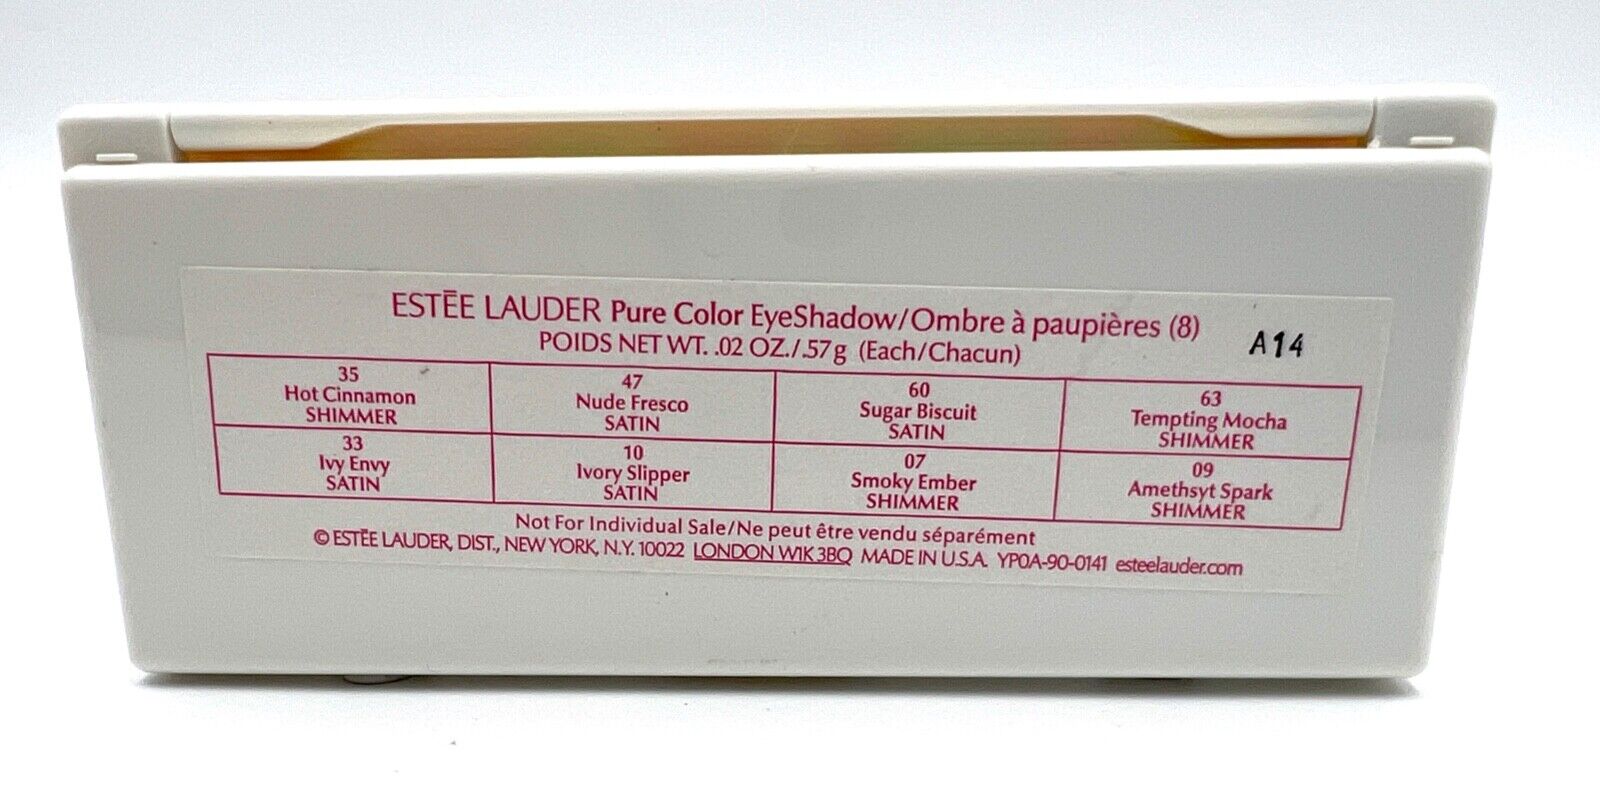 ESTĒE LAUDER Pure Color EyeShadow/Ombre à paupières (8)
POIDS NET WT. .02 OZ./.57g (Each/Chacun)
A14
35
Hot Cinnamon
SHIMMER
47
Nude Fresco
SATIN
60
Sugar Biscuit
SATIN
63
Tempting Mocha
SHIMMER
33
Ivy Envy
SATIN
10
Ivory Slipper
SATIN
07
Smoky Ember
SHIMMER
09
Amethsyt Spark
SHIMMER
Not For Individual Sale/Ne peut être vendu séparément
© ESTĒE LAUDER, DIST., NEW YORK, N.Y. 10022 LONDON W1K 3BQ MADE IN U.S.A. YP0A-90-0141 esteelauder.com